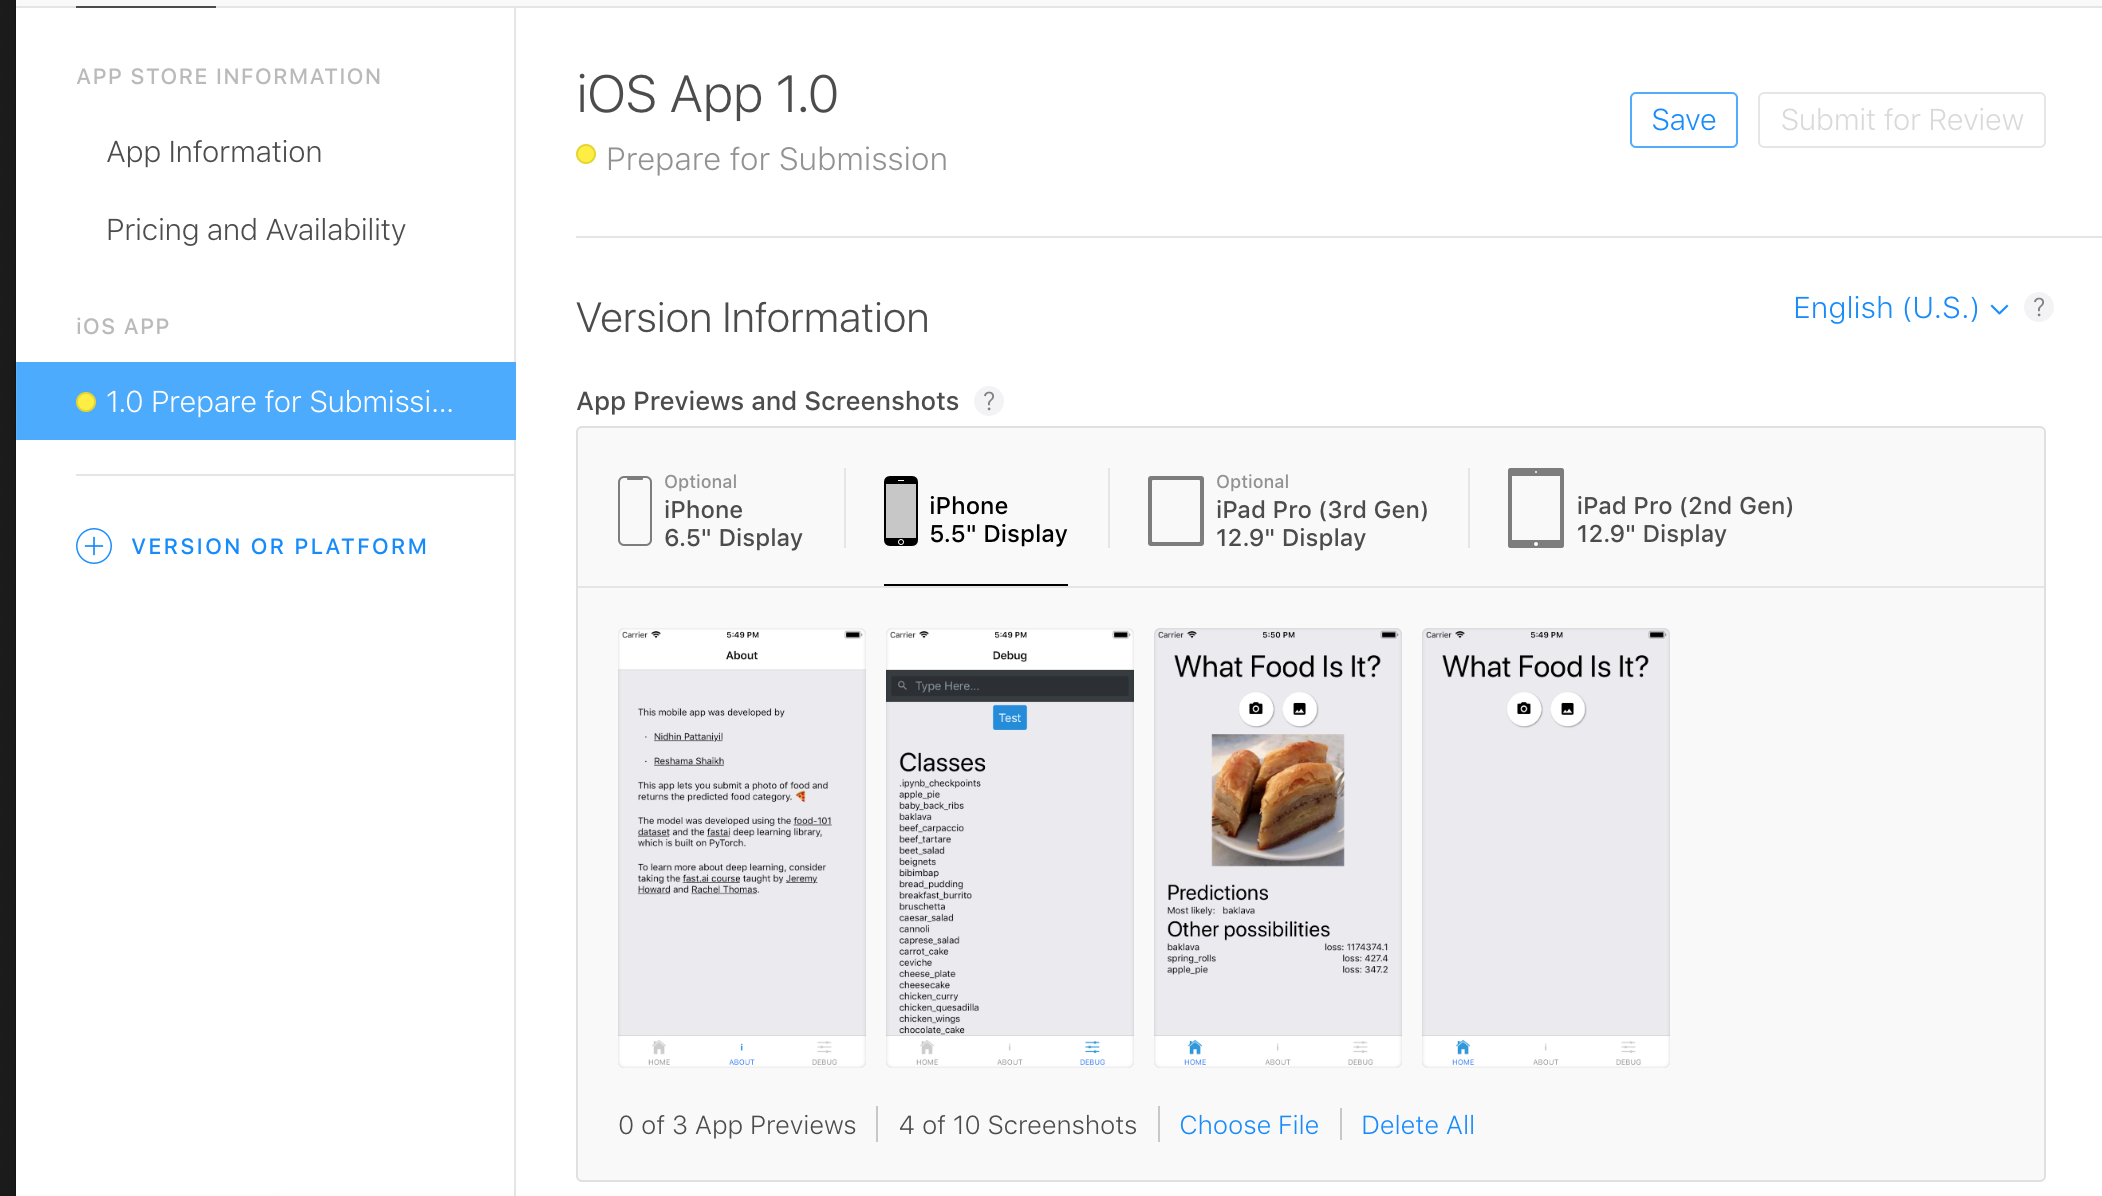 APP STORE INFORMATION
App Information
Pricing and Availability
iOS APP
1.0 Prepare for Submissi...
VERSION OR PLATFORM
iOS App 1.0
Prepare for Submission
Save
Submit for Review
Version Information
English (U.S.)
?
App Previews and Screenshots
?
Optional
iPhone
6.5" Display
iPhone
5.5" Display
Optional
iPad Pro (3rd Gen)
12.9" Display
iPad Pro (2nd Gen)
12.9" Display
Carrier
5:49 PM
About
This mobile app was developed by
· Nidhin Pattaniyil
· Reshama Shaikh
This app lets you submit a photo of food and
returns the predicted food category. 🍕
The model was developed using the food-101
dataset and the fastai deep learning library,
which is built on PyTorch.
To learn more about deep learning, consider
taking the fast.ai course taught by Jeremy
Howard and Rachel Thomas.
HOME
ABOUT
DEBUG
Carrier
5:49 PM
Debug
Type Here...
Test
Classes
.ipynb_checkpoints
apple_pie
baby_back_ribs
baklava
beef_carpaccio
beef_tartare
beet_salad
beignets
bibimbap
bread_pudding
breakfast_burrito
bruschetta
caesar_salad
cannoli
caprese_salad
carrot_cake
ceviche
cheese_plate
cheesecake
chicken_curry
chicken_quesadilla
chicken_wings
chocolate_cake
HOME
ABOUT
DEBUG
Carrier
5:50 PM
What Food Is It?
Predictions
Most likely: baklava
Other possibilities
baklava loss: 1174374.1
spring_rolls loss: 427.4
apple_pie loss: 347.2
HOME
ABOUT
DEBUG
Carrier
5:49 PM
What Food Is It?
HOME
ABOUT
DEBUG
0 of 3 App Previews
4 of 10 Screenshots
Choose File
Delete All